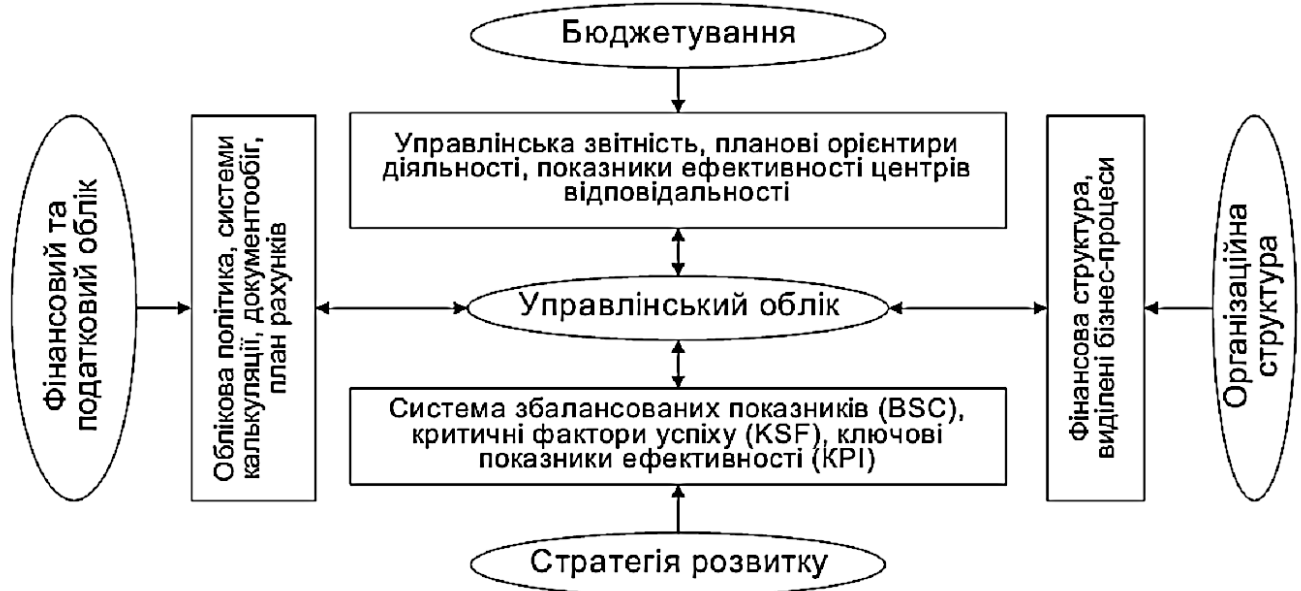 Бюджетування
Управлінська звітність, планові орієнтири
діяльності, показники ефективності центрів
відповідальності
Фінансовий та
податковий облік
Облікова політика, системи
калькуляції, документообіг,
план рахунків
Управлінський облік
Фінансова структура,
виділені бізнес-процеси
Організаційна
структура
Система збалансованих показників (BSC),
критичні фактори успіху (KSF), ключові
показники ефективності (KPI)
Стратегія розвитку